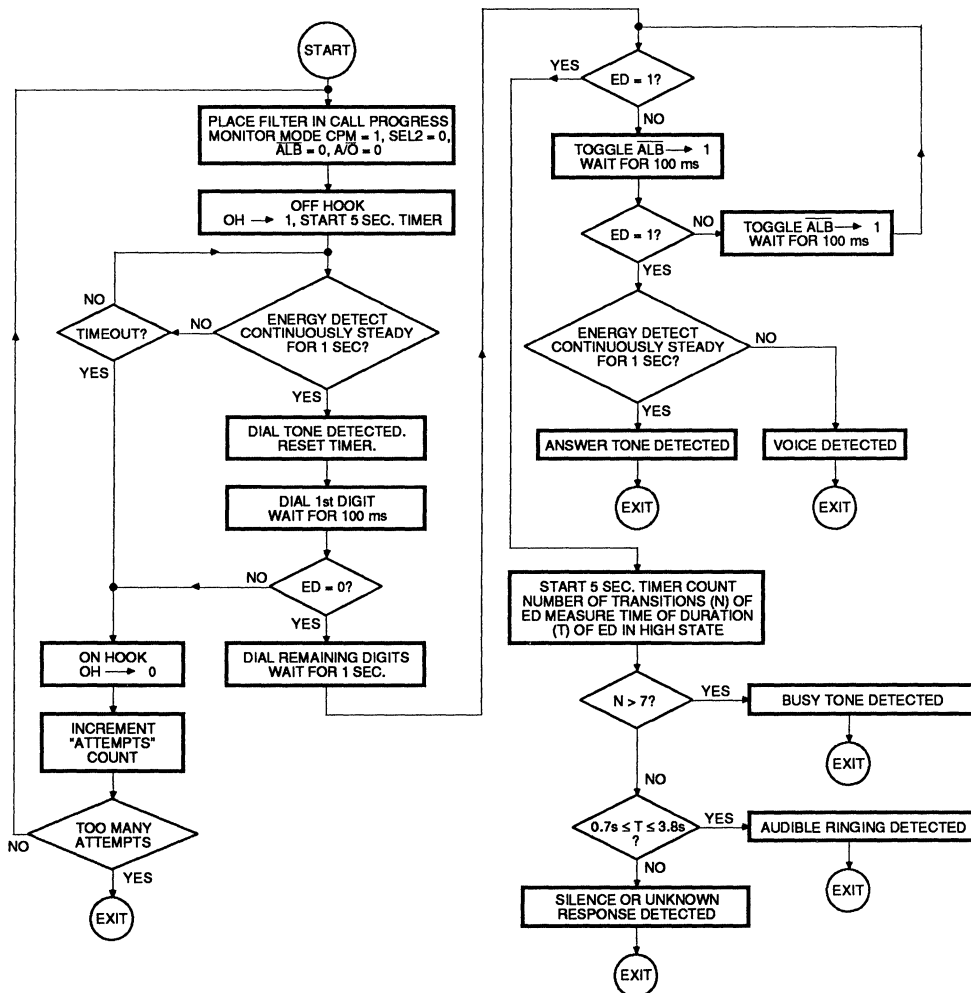 START
PLACE FILTER IN CALL PROGRESS
MONITOR MODE CPM = 1, SEL2 = 0,
A̅L̅B̅ = 0, A/O̅ = 0
OFF HOOK
OH → 1, START 5 SEC. TIMER
NO
TIMEOUT?
YES
NO
ENERGY DETECT
CONTINUOUSLY STEADY
FOR 1 SEC?
YES
DIAL TONE DETECTED.
RESET TIMER.
DIAL 1st DIGIT
WAIT FOR 100 ms
NO
ED = 0?
YES
DIAL REMAINING DIGITS
WAIT FOR 1 SEC.
ON HOOK
OH → 0
INCREMENT
"ATTEMPTS"
COUNT
TOO MANY
ATTEMPTS
NO
YES
EXIT
YES
ED = 1?
NO
TOGGLE A̅L̅B̅ → 1
WAIT FOR 100 ms
ED = 1?
NO
TOGGLE A̅L̅B̅ → 1
WAIT FOR 100 ms
YES
ENERGY DETECT
CONTINUOUSLY STEADY
FOR 1 SEC?
NO
YES
ANSWER TONE DETECTED
VOICE DETECTED
EXIT
EXIT
START 5 SEC. TIMER COUNT
NUMBER OF TRANSITIONS (N) OF
ED MEASURE TIME OF DURATION
(T) OF ED IN HIGH STATE
N > 7?
YES
BUSY TONE DETECTED
EXIT
NO
0.7s ≤ T ≤ 3.8s
?
YES
AUDIBLE RINGING DETECTED
EXIT
NO
SILENCE OR UNKNOWN
RESPONSE DETECTED
EXIT